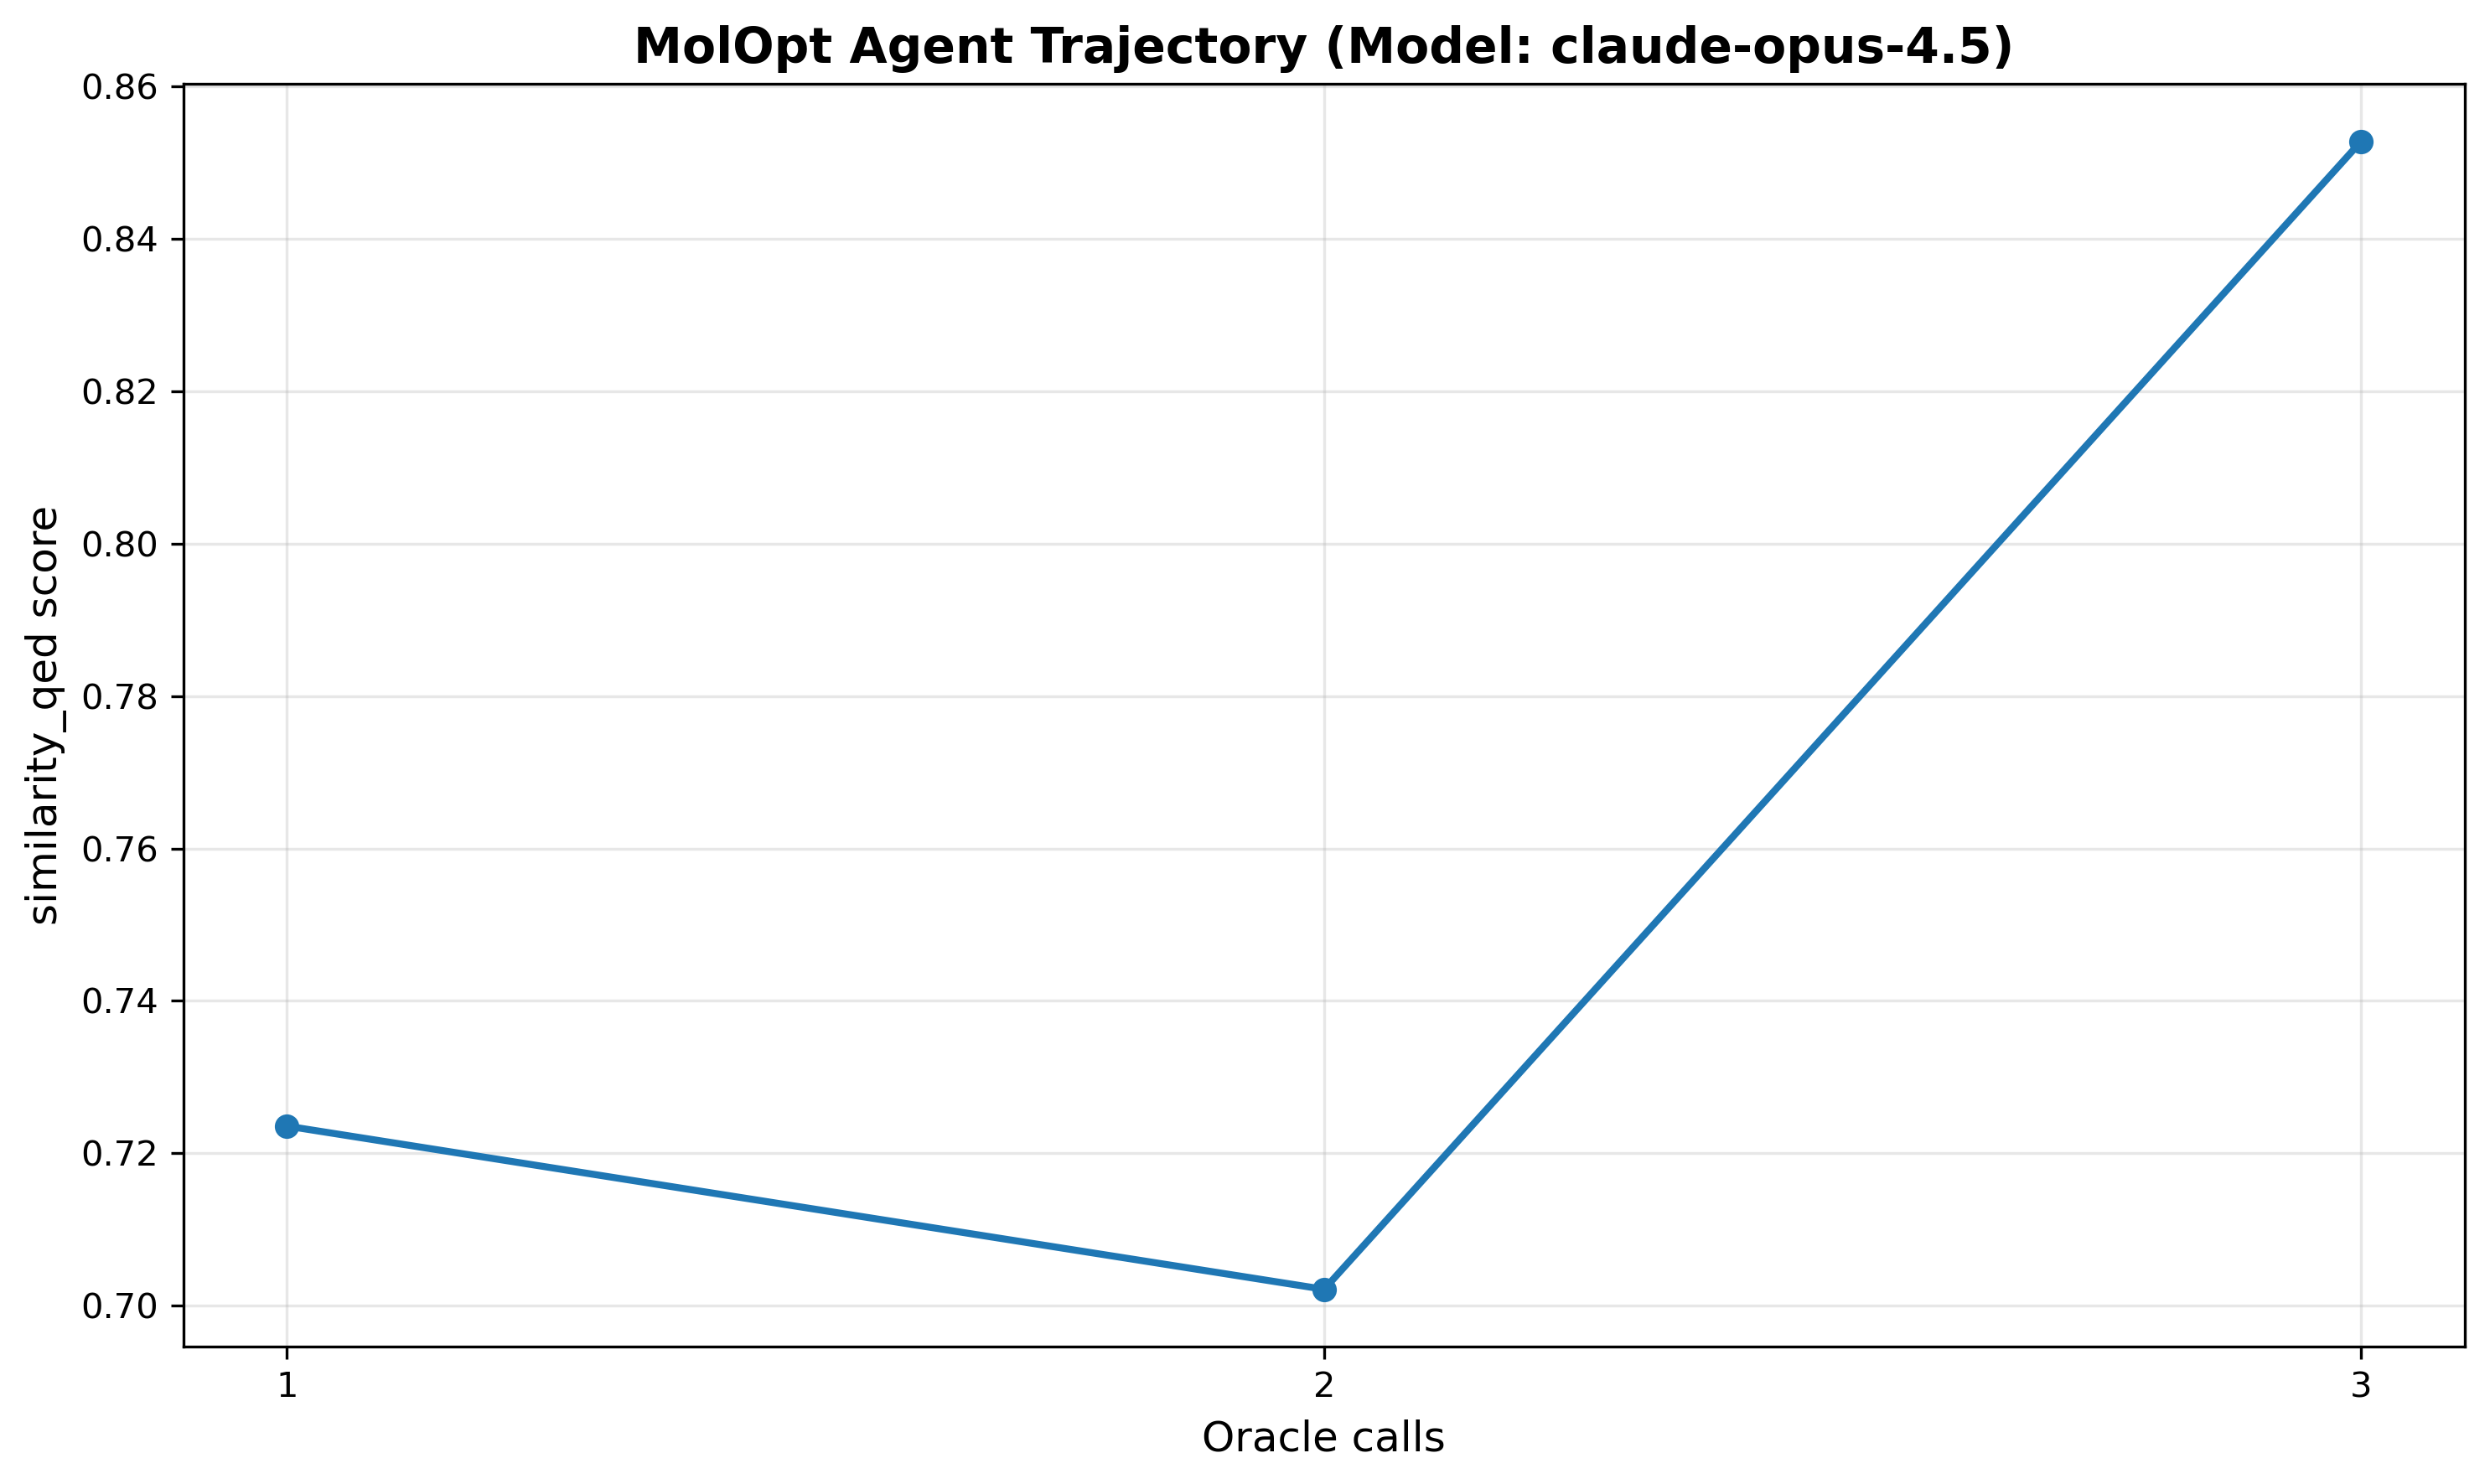 MolOpt Agent Trajectory (Model: claude-opus-4.5)
similarity_qed score
0.86
0.84
0.82
0.80
0.78
0.76
0.74
0.72
0.70
1 2 3
Oracle calls